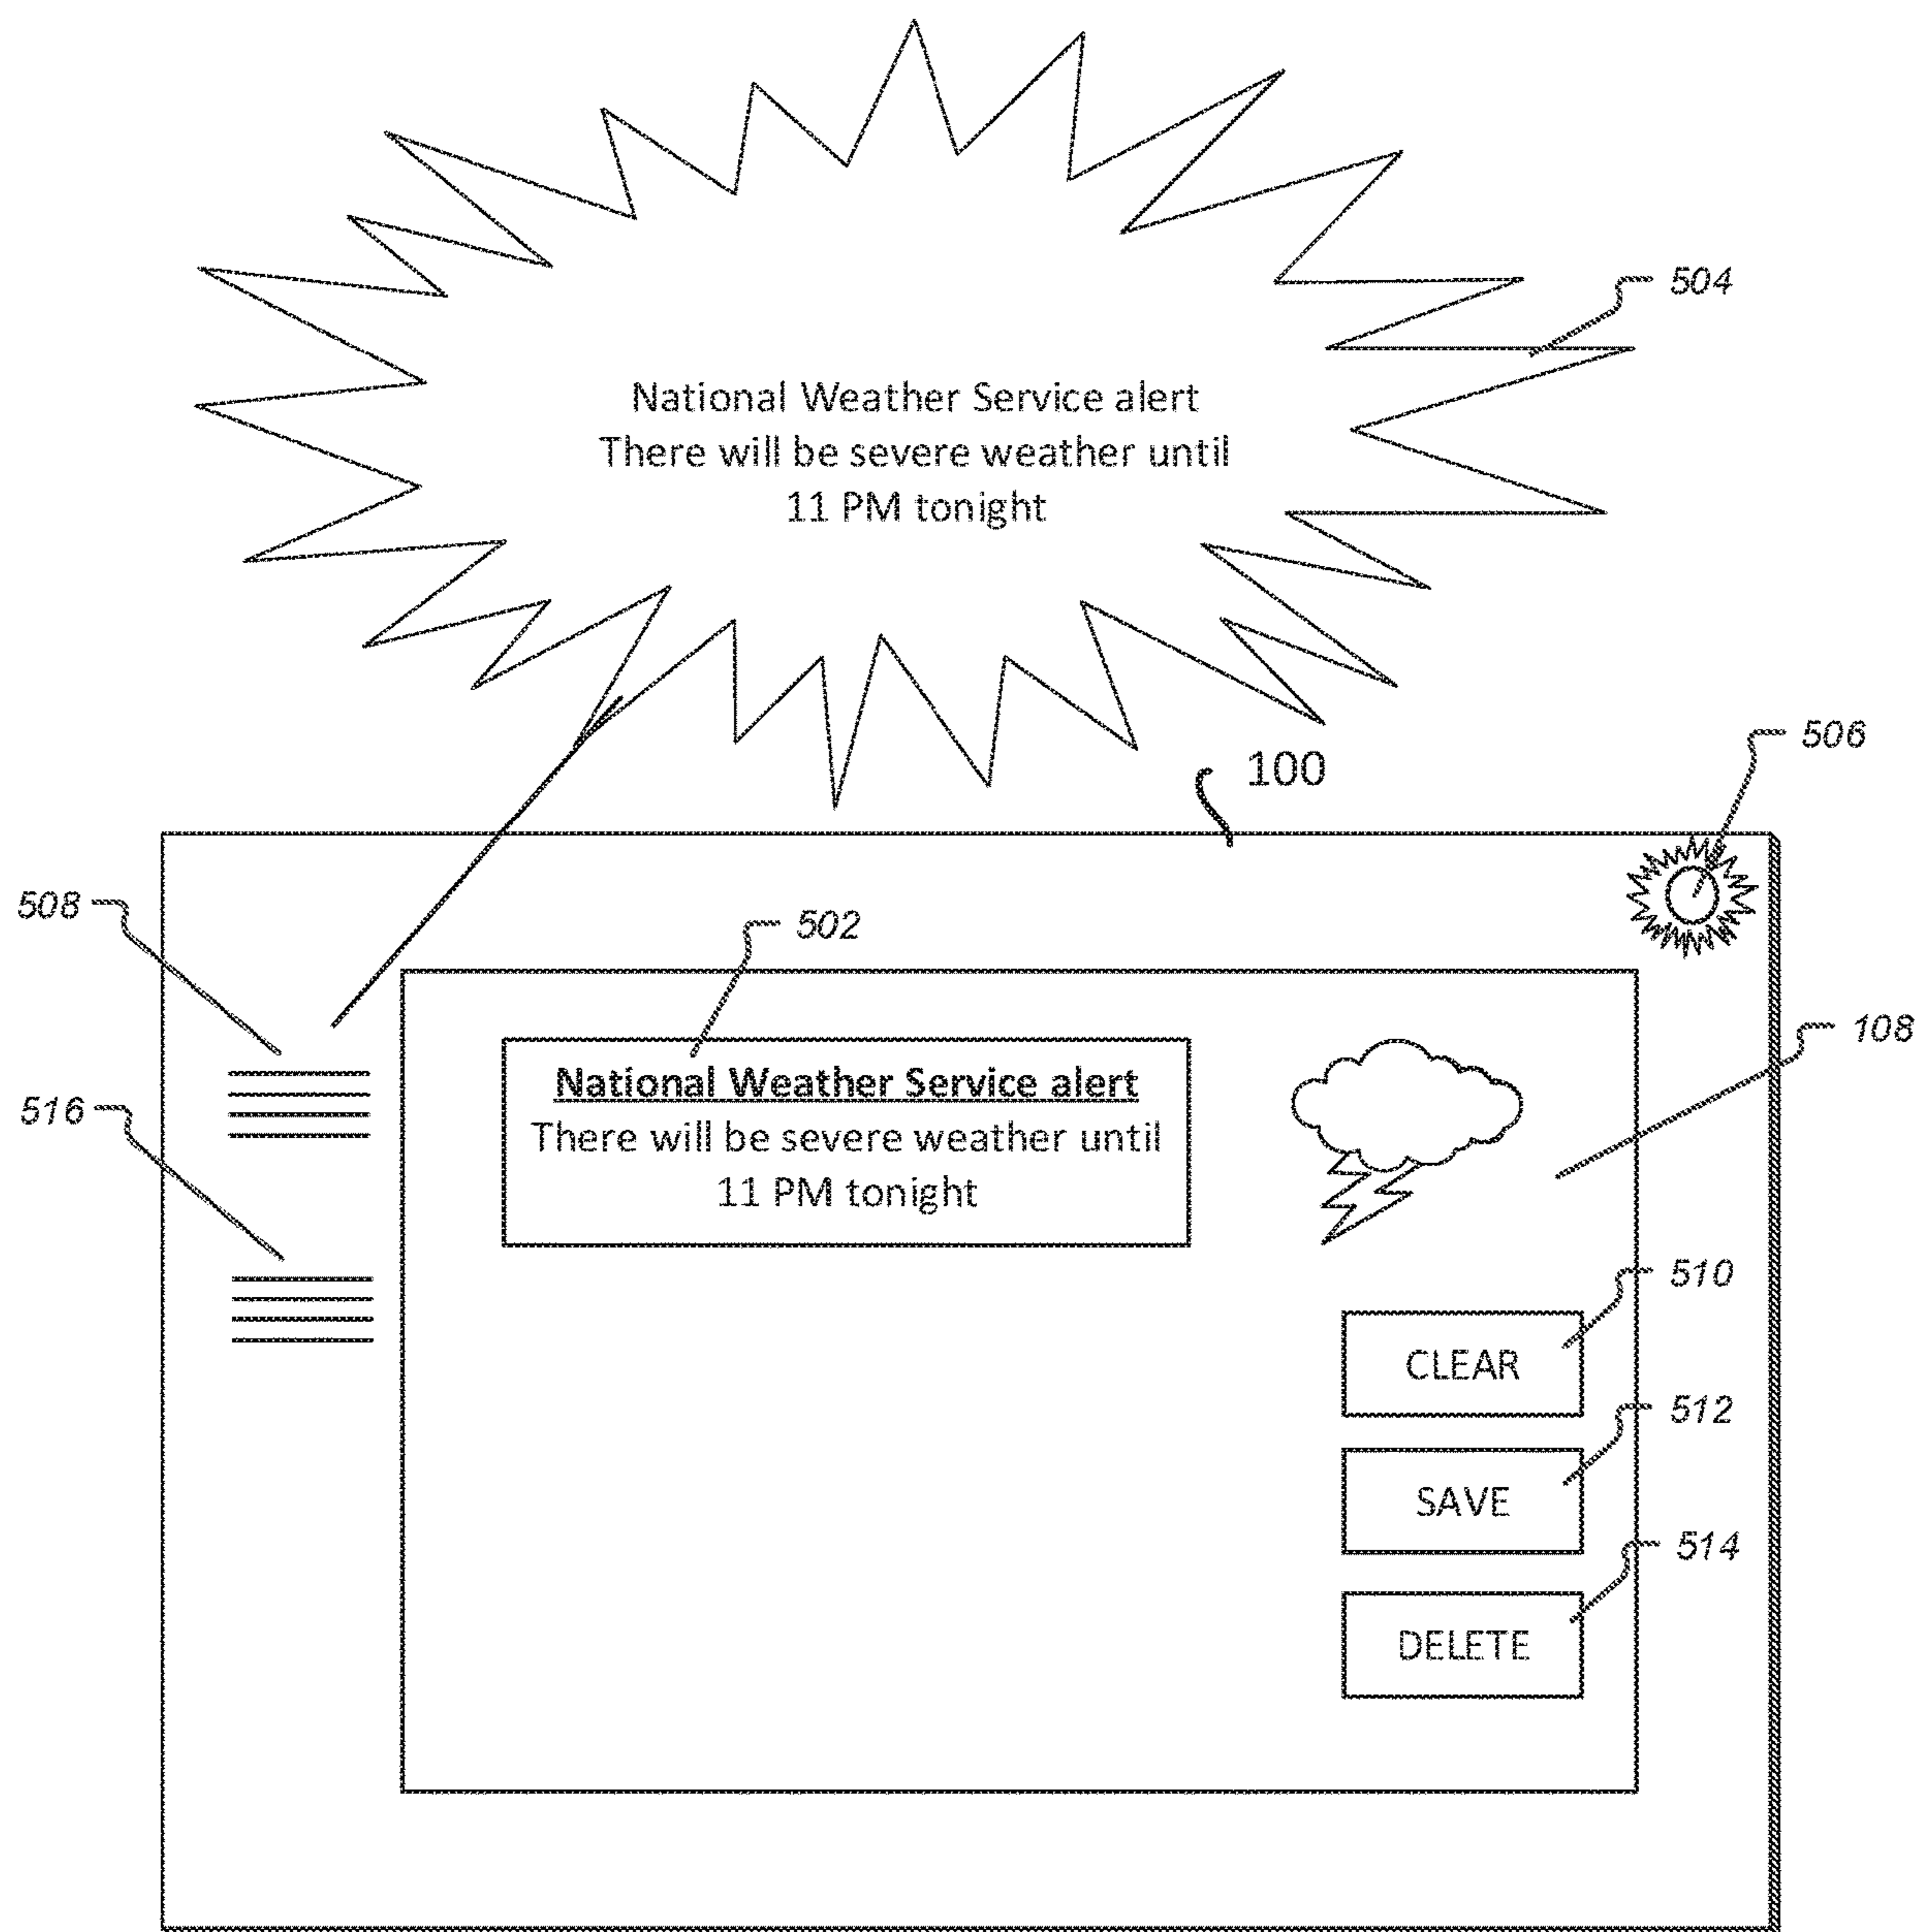 504
National Weather Service alert
There will be severe weather until
11 PM tonight
506
100
508
502
108
National Weather Service alert
There will be severe weather until
11 PM tonight
516
510
CLEAR
512
SAVE
514
DELETE